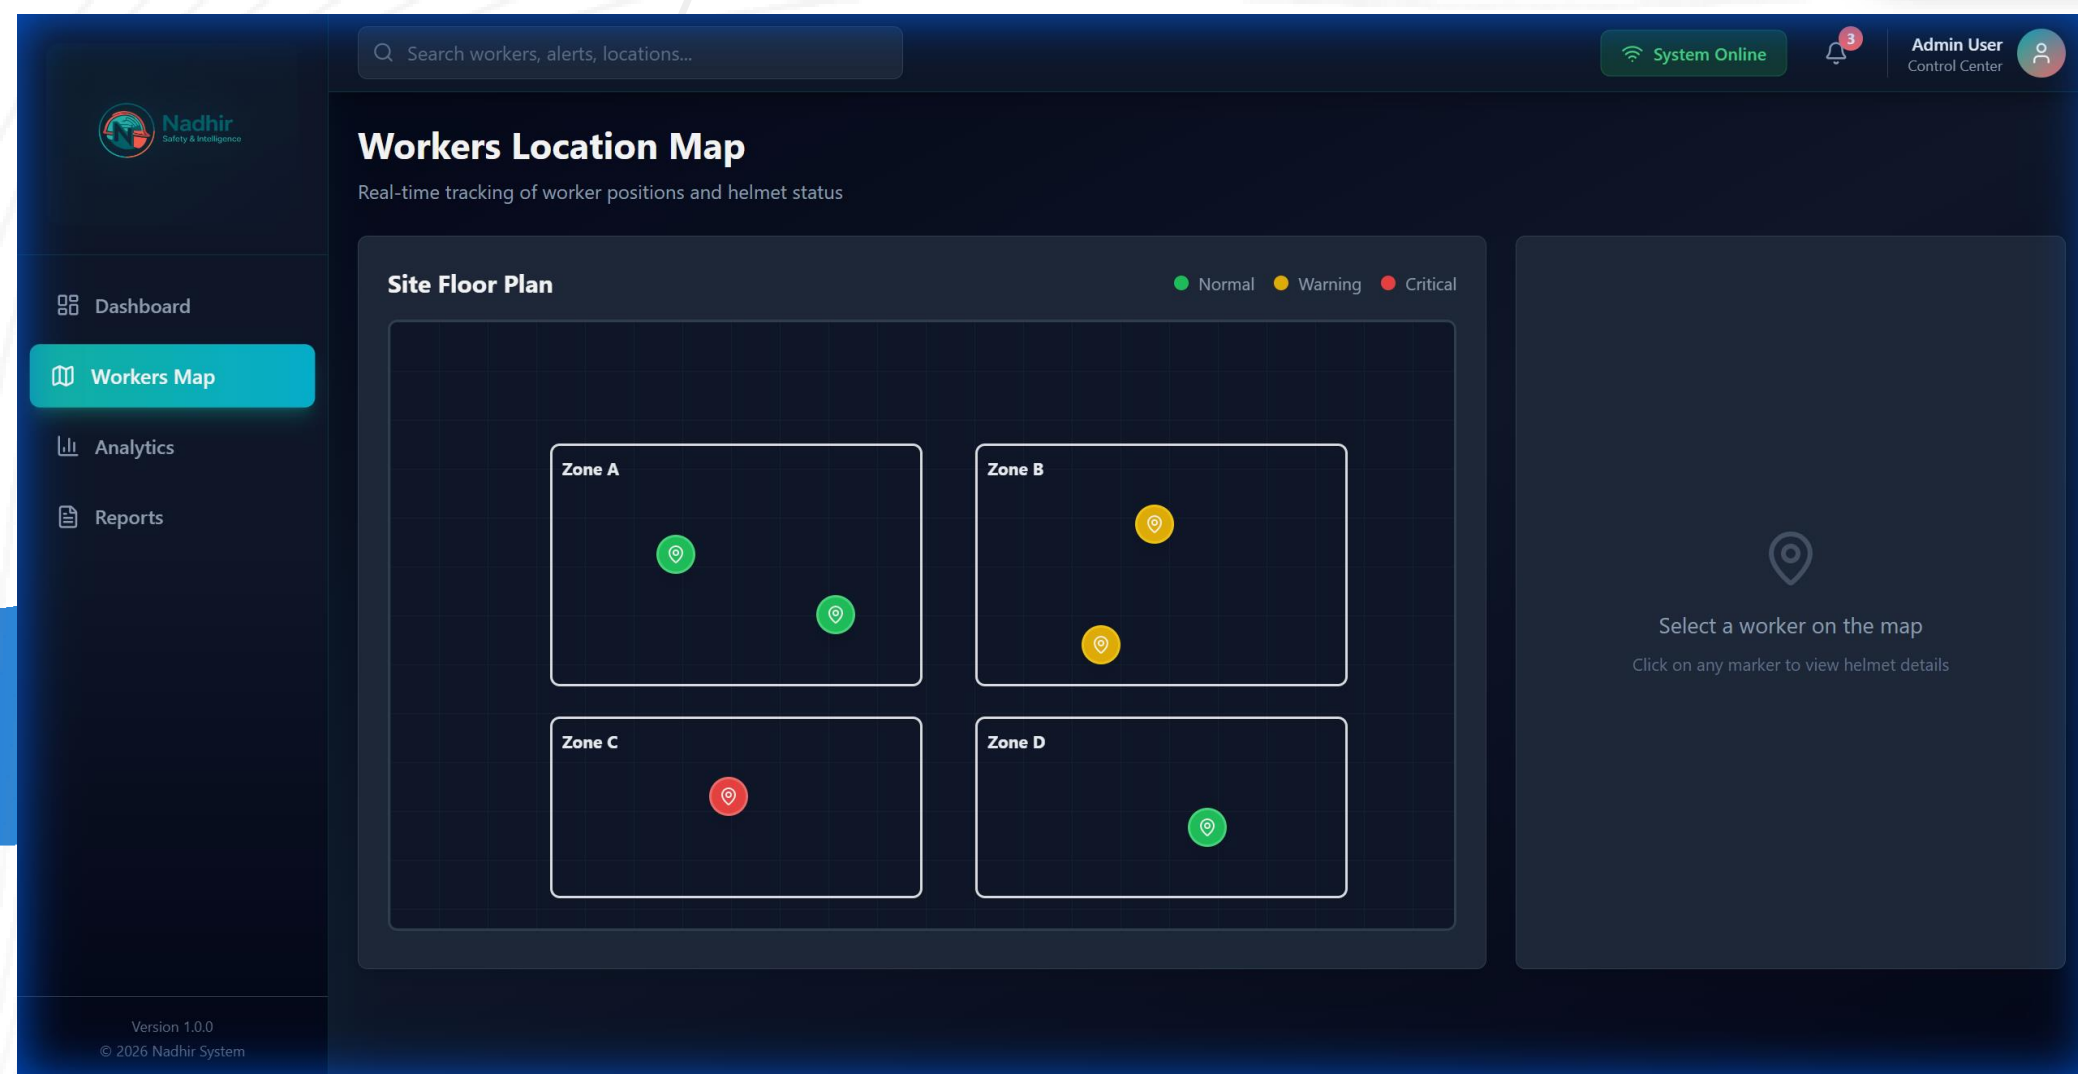 Nadhir
Safety & Intelligence
Dashboard
Workers Map
Analytics
Reports
Version 1.0.0
© 2026 Nadhir System
Search workers, alerts, locations...
System Online
3
Admin User
Control Center
Workers Location Map
Real-time tracking of worker positions and helmet status
Site Floor Plan
Normal
Warning
Critical
Zone A
Zone B
Zone C
Zone D
Select a worker on the map
Click on any marker to view helmet details